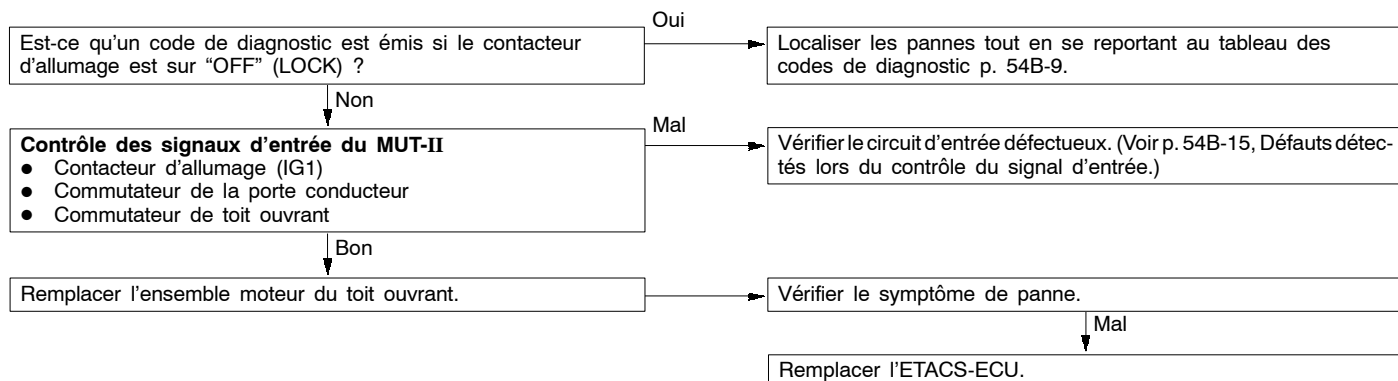 Est-ce qu'un code de diagnostic est émis si le contacteur
d'allumage est sur “OFF” (LOCK) ?
Oui
Localiser les pannes tout en se reportant au tableau des
codes de diagnostic p. 54B-9.
Non
Contrôle des signaux d'entrée du MUT-II
● Contacteur d'allumage (IG1)
● Commutateur de la porte conducteur
● Commutateur de toit ouvrant
Mal
Vérifier le circuit d'entrée défectueux. (Voir p. 54B-15, Défauts détec-
tés lors du contrôle du signal d'entrée.)
Bon
Remplacer l'ensemble moteur du toit ouvrant.
Vérifier le symptôme de panne.
Mal
Remplacer l'ETACS-ECU.